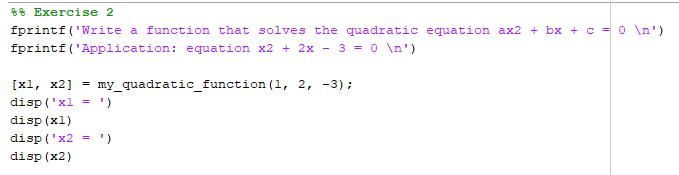 %% Exercise 2
fprintf('Write a function that solves the quadratic equation ax2 + bx + c = 0 \n')
fprintf('Application: equation x2 + 2x - 3 = 0 \n')
[x1, x2] = my_quadratic_function(1, 2, -3);
disp('x1 = ')
disp(x1)
disp('x2 = ')
disp(x2)